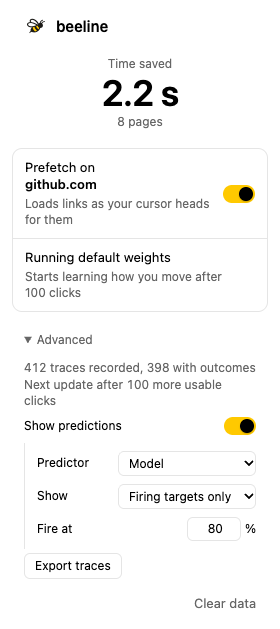 beeline
Time saved
2.2 s
8 pages
Prefetch on
github.com
Loads links as your cursor heads
for them
Running default weights
Starts learning how you move after
100 clicks
▼ Advanced
412 traces recorded, 398 with outcomes
Next update after 100 more usable
clicks
Show predictions
Predictor Model
Show Firing targets only
Fire at 80 %
Export traces
Clear data